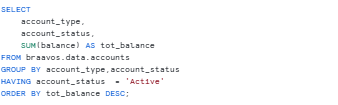 SELECT
    account_type,
    account_status,
    SUM(balance) AS tot_balance
FROM braavos.data.accounts
GROUP BY account_type,account_status
HAVING account_status  = 'Active'
ORDER BY tot_balance DESC;